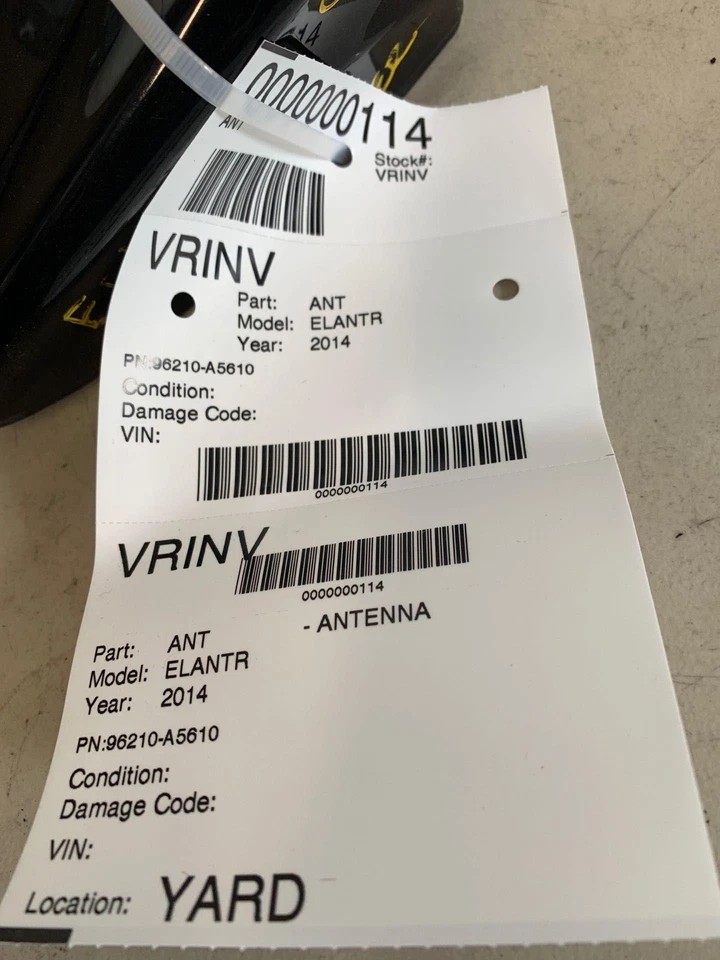 14
0000000114
ANT
Stock#:
VRINV
VRINV
Part: ANT
Model: ELANTR
Year: 2014
PN:96210-A5610
Condition:
Damage Code:
VIN:
0000000114
VRINV
0000000114
- ANTENNA
Part: ANT
Model: ELANTR
Year: 2014
PN:96210-A5610
Condition:
Damage Code:
VIN:
Location: YARD